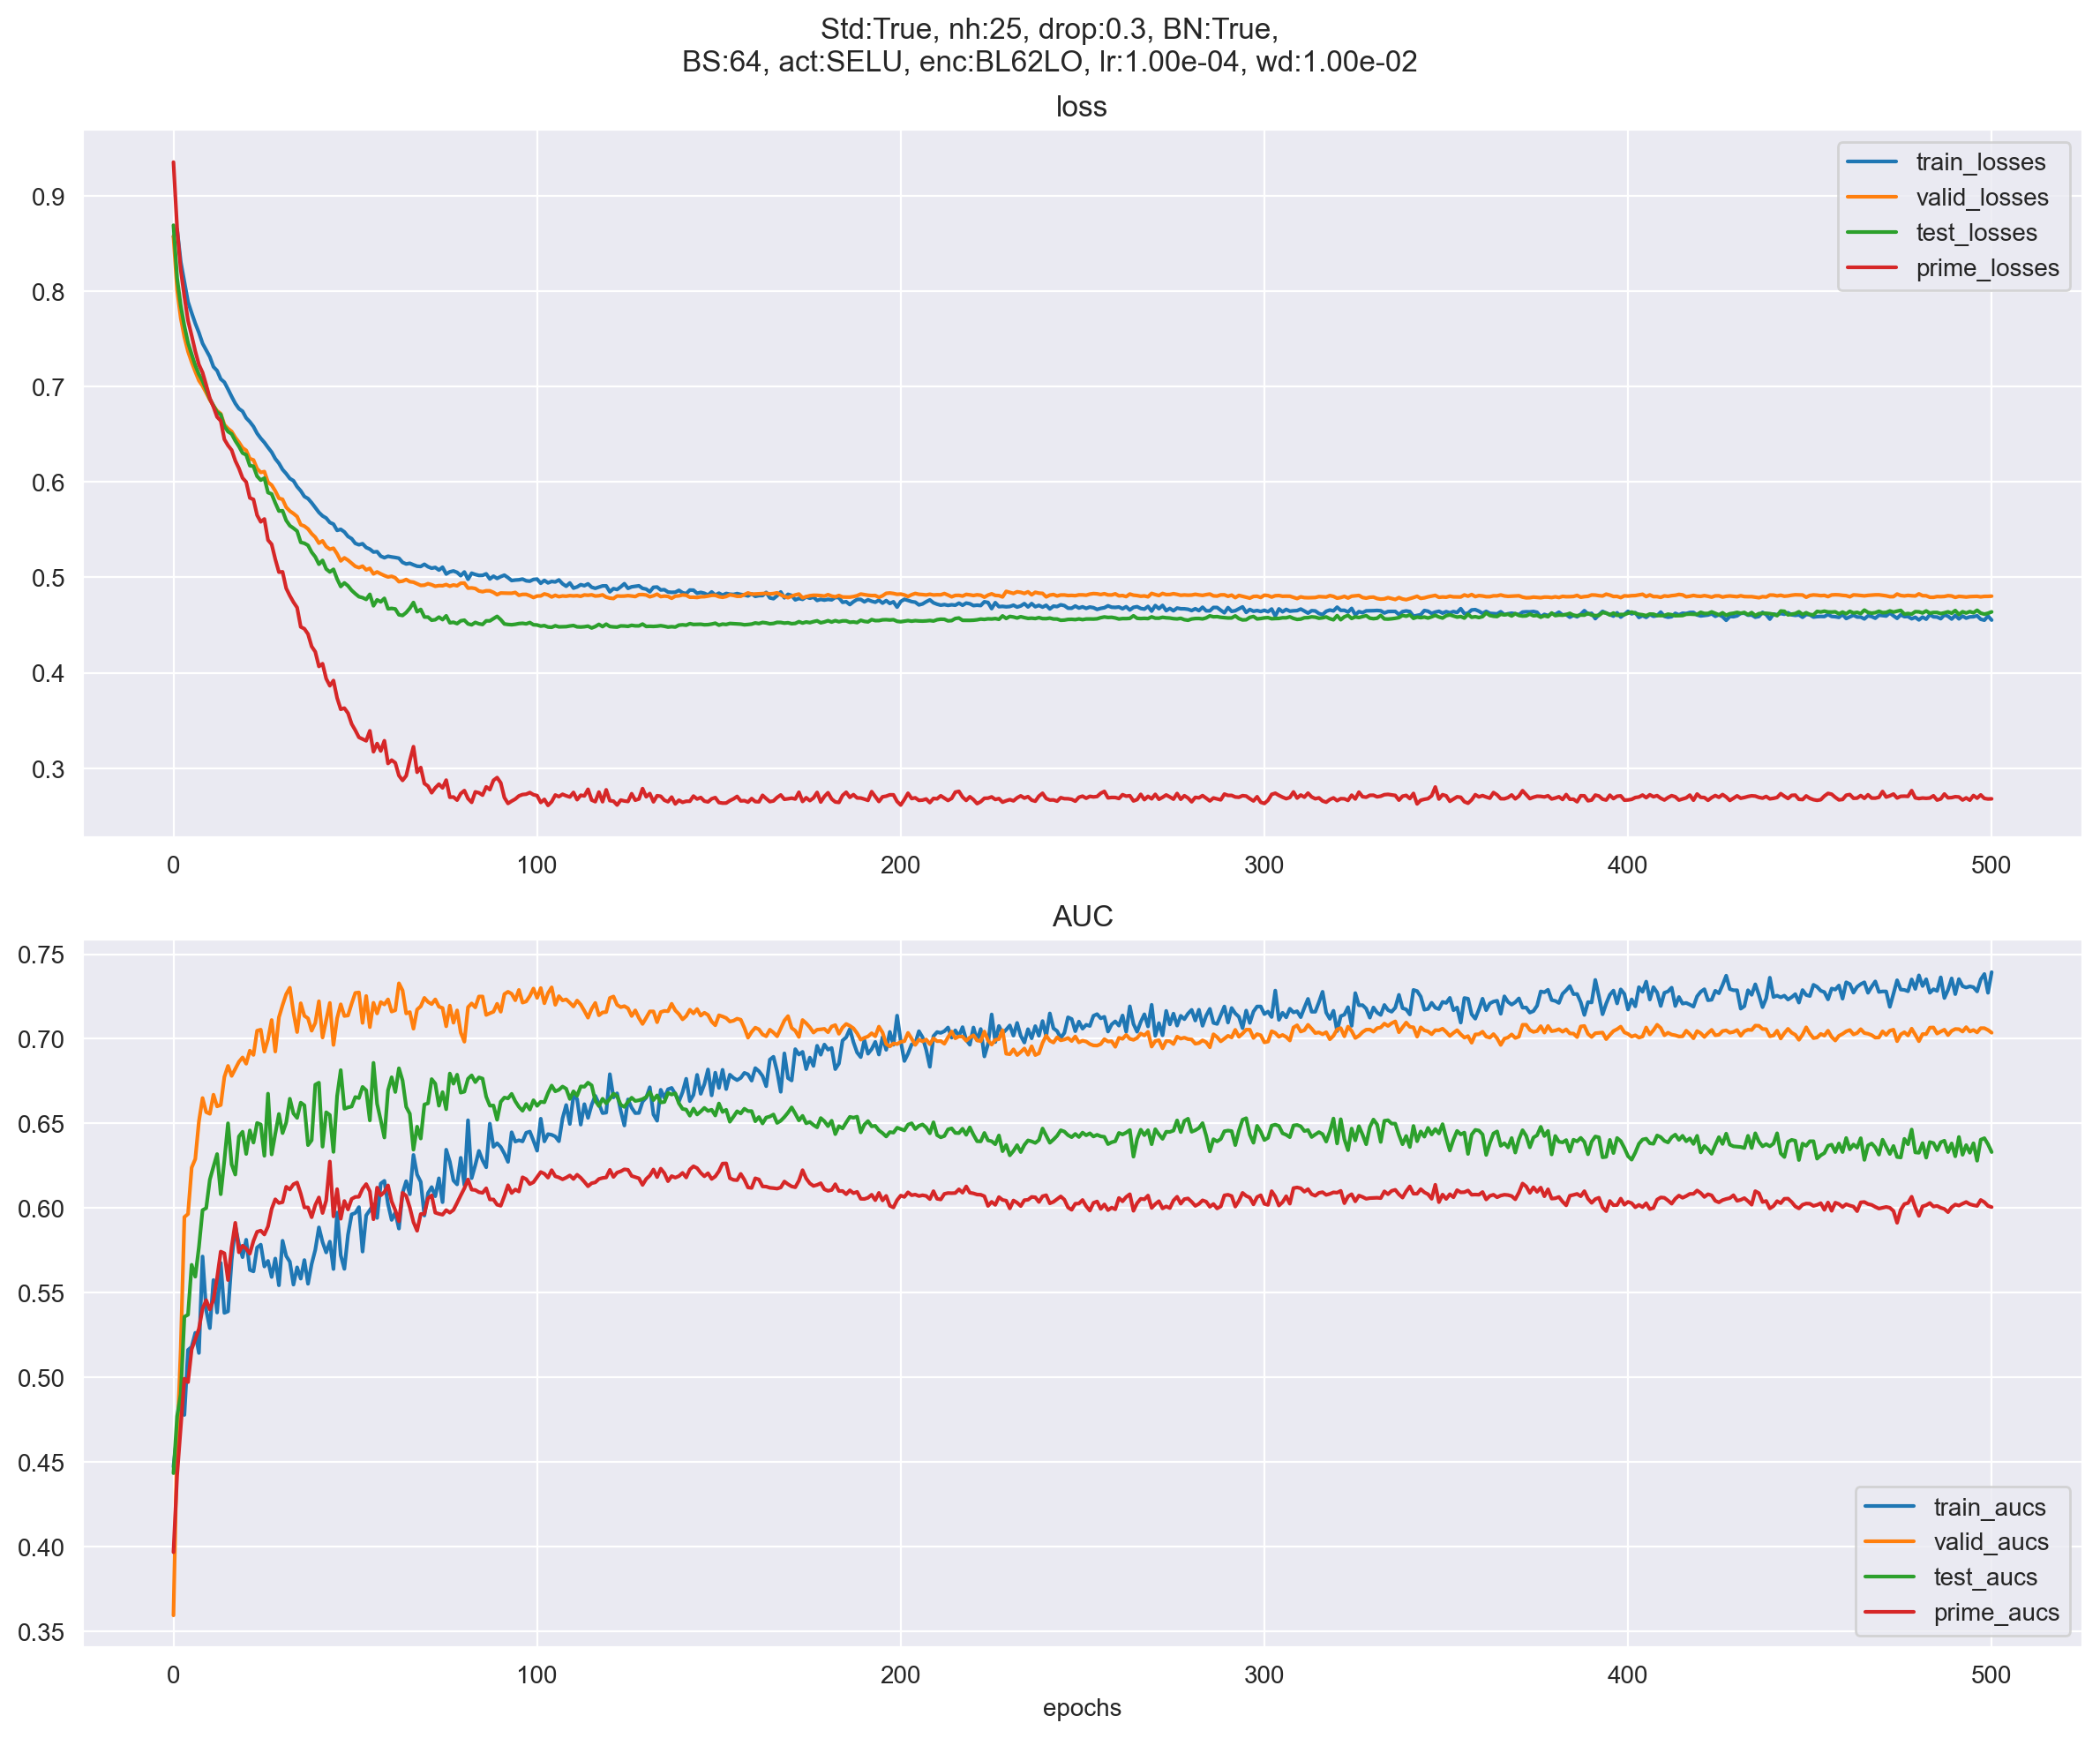 Std:True, nh:25, drop:0.3, BN:True,
BS:64, act:SELU, enc:BL62LO, lr:1.00e-04, wd:1.00e-02
loss
train_losses
valid_losses
test_losses
prime_losses
0.9
0.8
0.7
0.6
0.5
0.4
0.3
0 100 200 300 400 500
AUC
0.75
0.70
0.65
0.60
0.55
0.50
0.45
0.40
0.35
train_aucs
valid_aucs
test_aucs
prime_aucs
0 100 200 300 400 500
epochs